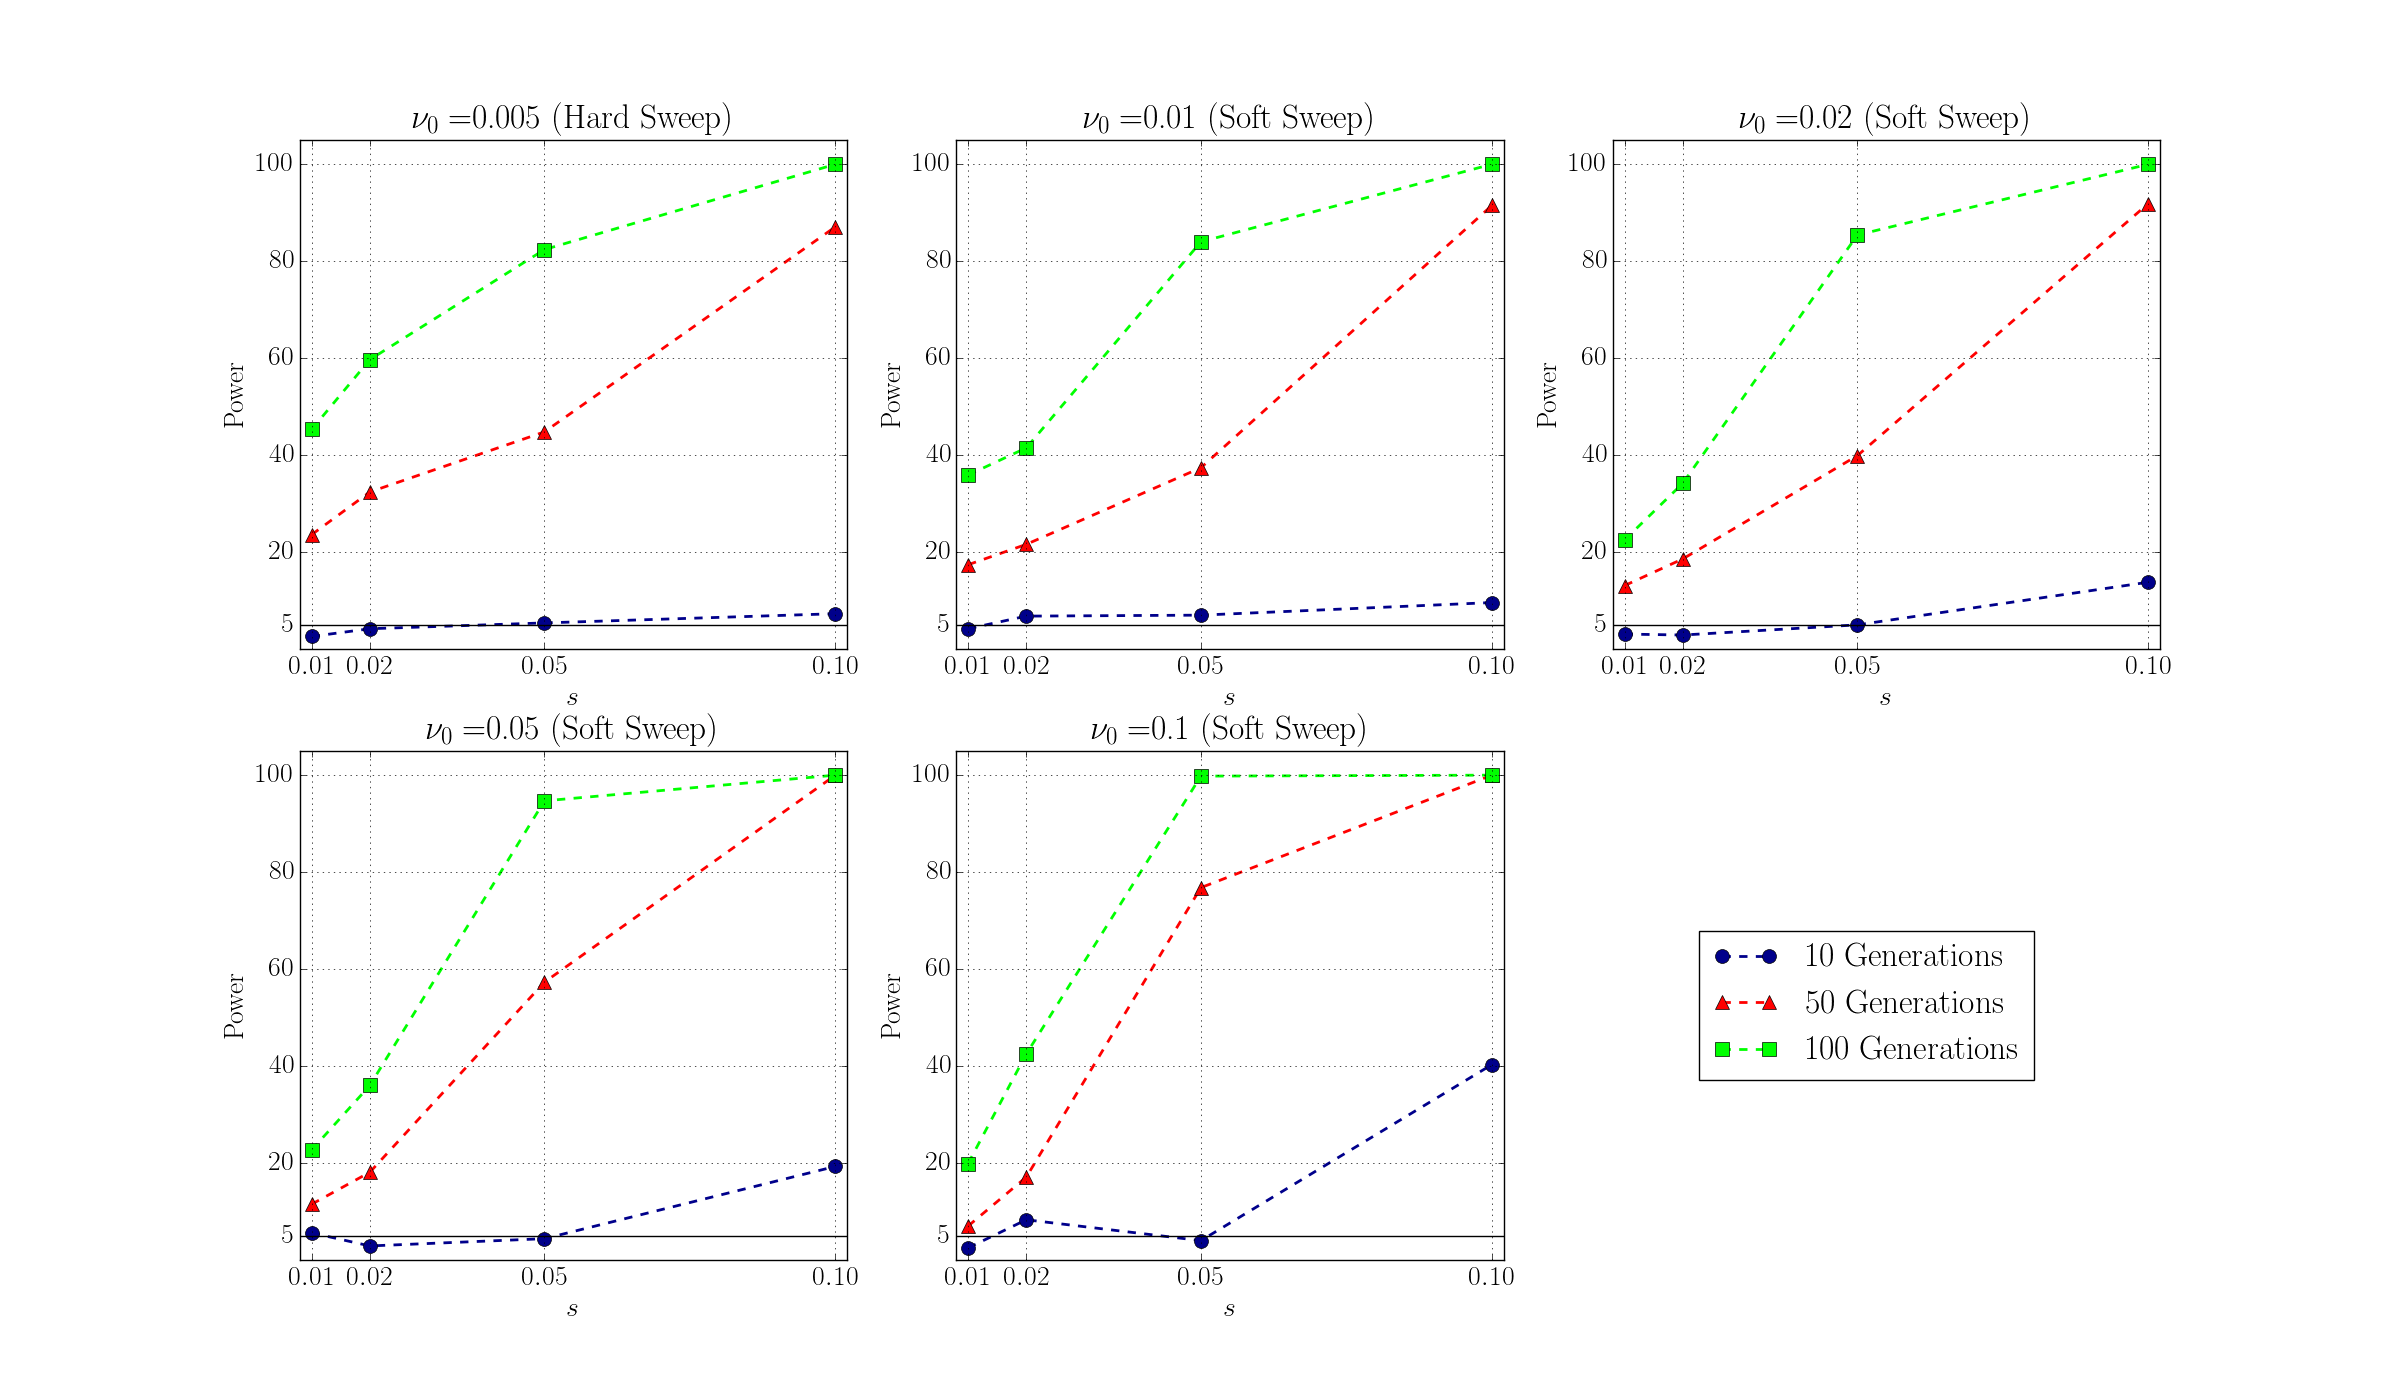 ν0 =0.005 (Hard Sweep)
100
80
60
40
20
5
Power
0.01 0.02 0.05 0.10
s
ν0 =0.01 (Soft Sweep)
100
80
60
40
20
5
Power
0.01 0.02 0.05 0.10
s
ν0 =0.02 (Soft Sweep)
100
80
60
40
20
5
Power
0.01 0.02 0.05 0.10
s
ν0 =0.05 (Soft Sweep)
100
80
60
40
20
5
Power
0.01 0.02 0.05 0.10
s
ν0 =0.1 (Soft Sweep)
100
80
60
40
20
5
Power
0.01 0.02 0.05 0.10
s
10 Generations
50 Generations
100 Generations